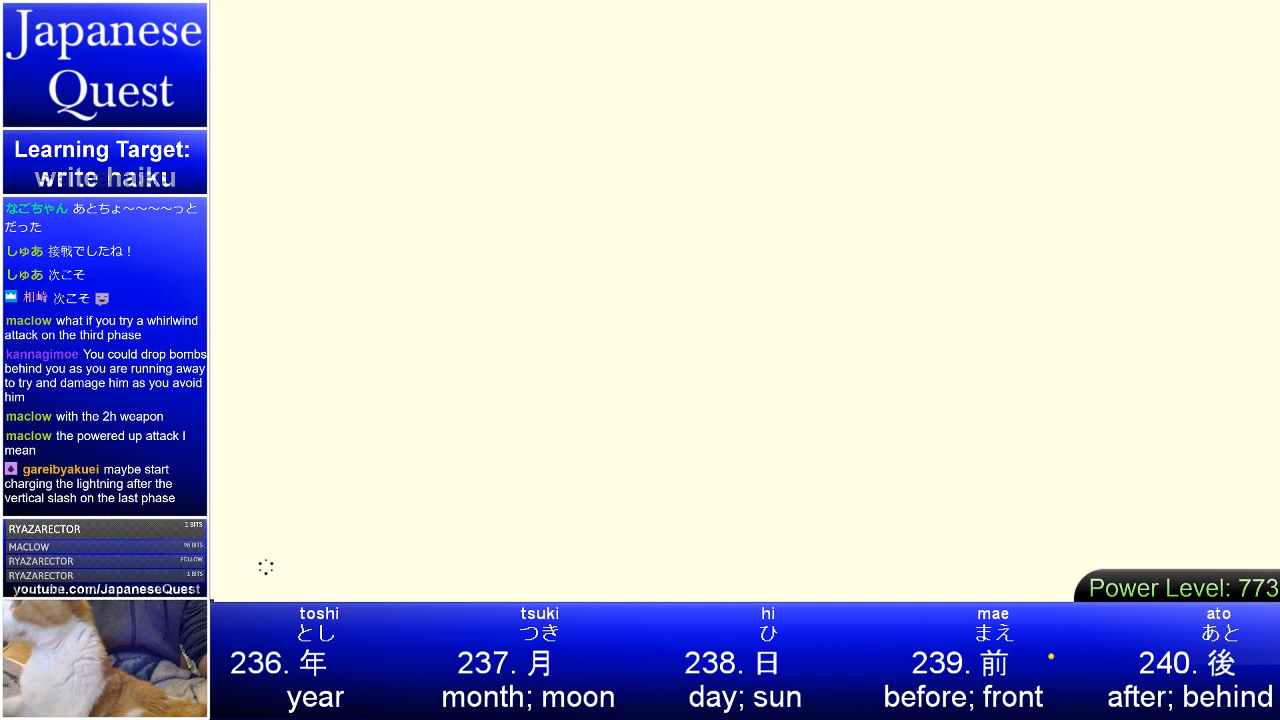 Japanese
Quest
Learning Target:
write haiku
なごちゃん あとちょ〜〜〜〜っと
だった
しゅあ 接戦でしたね！
しゅあ 次こそ
相崎 次こそ
maclow what if you try a whirlwind
attack on the third phase
kannagimoe You could drop bombs
behind you as you are running away
to try and damage him as you avoid
him
maclow with the 2h weapon
maclow the powered up attack I
mean
gareibyakuei maybe start
charging the lightning after the
vertical slash on the last phase
RYAZARECTOR 1 BITS
MACLOW 98 BITS
RYAZARECTOR FOLLOW
RYAZARECTOR 1 BITS
youtube.com/JapaneseQuest
Power Level: 773
toshi tsuki hi mae ato
とし つき ひ まえ あと
236. 年 237. 月 238. 日 239. 前 240. 後
year month; moon day; sun before; front after; behind